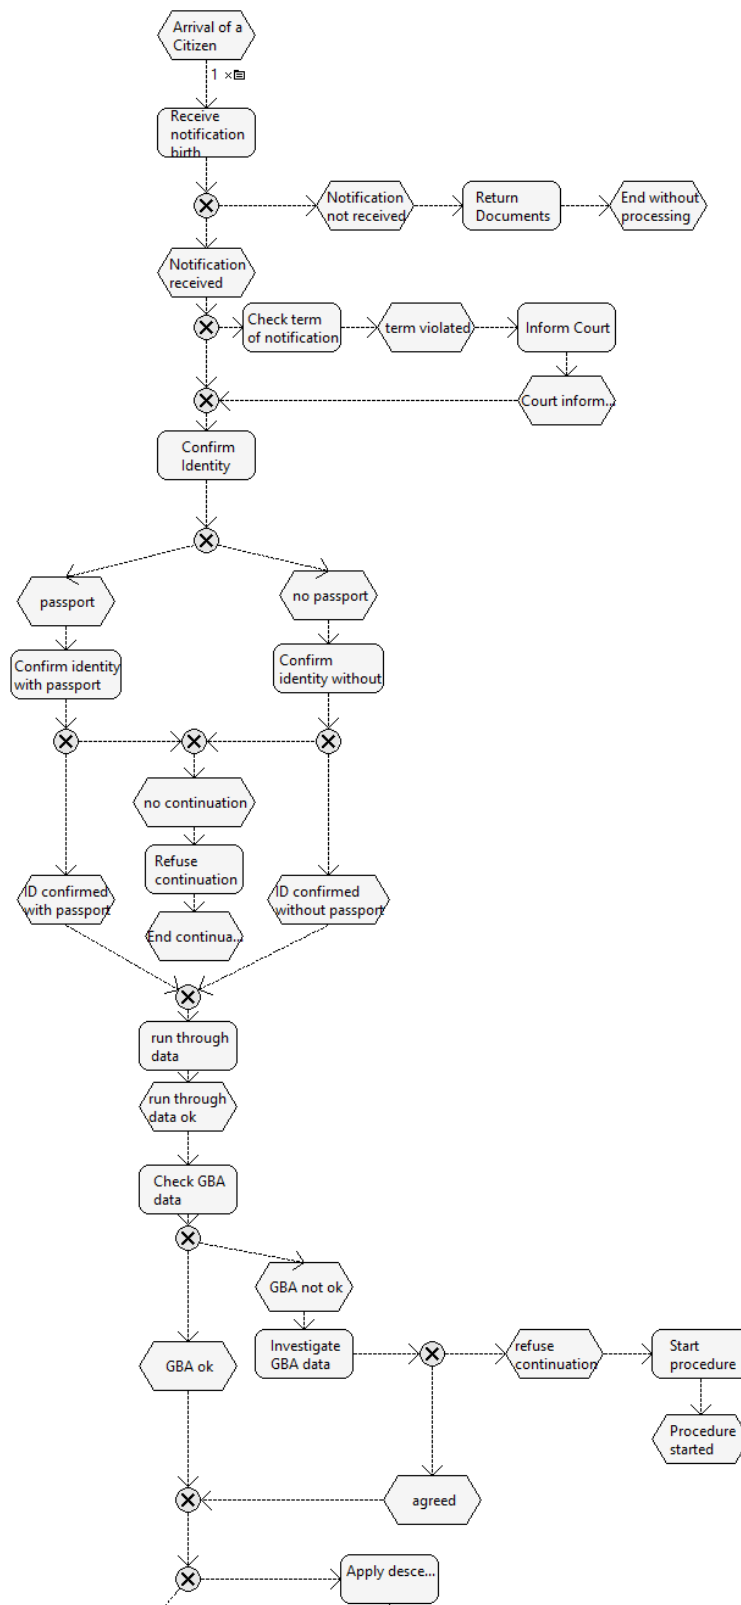 Arrival of a
Citizen
1 ×
Receive
notification
birth
Notification
not received
Return
Documents
End without
processing
Notification
received
Check term
of notification
term violated
Inform Court
Court inform...
Confirm
Identity
passport
no passport
Confirm identity
with passport
Confirm
identity without
no continuation
Refuse
continuation
ID confirmed
with passport
ID confirmed
without passport
End continua...
run through
data
run through
data ok
Check GBA
data
GBA not ok
Investigate
GBA data
refuse
continuation
Start
procedure
GBA ok
Procedure
started
agreed
Apply desce...